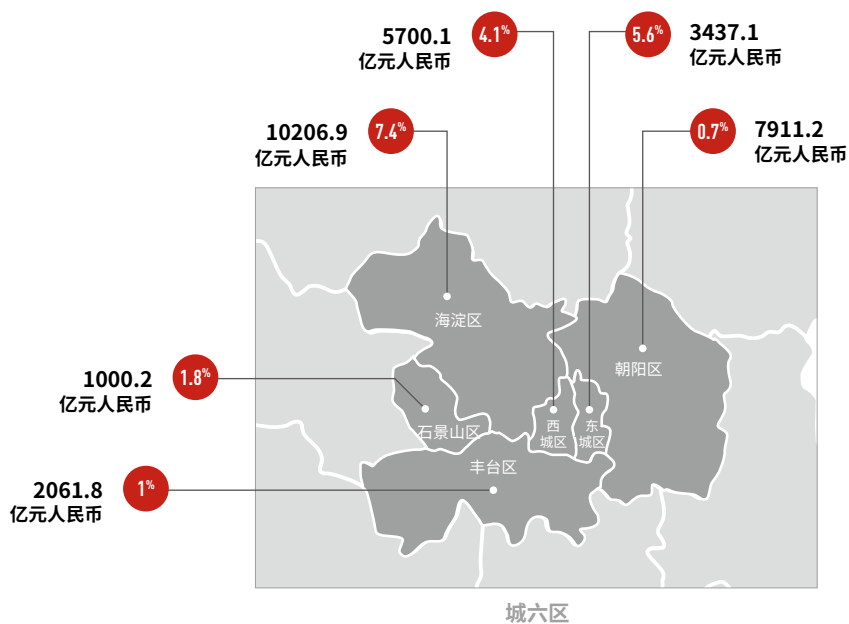 5700.1
亿元人民币
4.1%
5.6%
3437.1
亿元人民币
10206.9
亿元人民币
7.4%
0.7%
7911.2
亿元人民币
海淀区
朝阳区
1000.2
亿元人民币
1.8%
石景山区
西
城区
东
城区
丰台区
2061.8
亿元人民币
1%
城六区